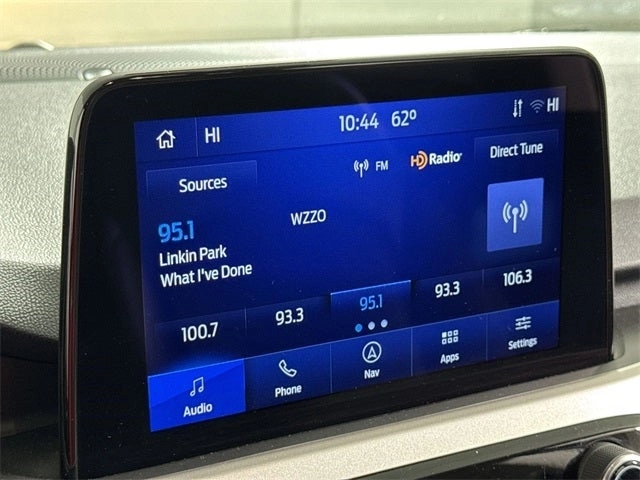 HI 10:44 62° HI
Sources FM HD Radio Direct Tune
95.1 WZZO
Linkin Park
What I've Done
100.7 93.3 95.1 93.3 106.3
Audio Phone Nav Apps Settings